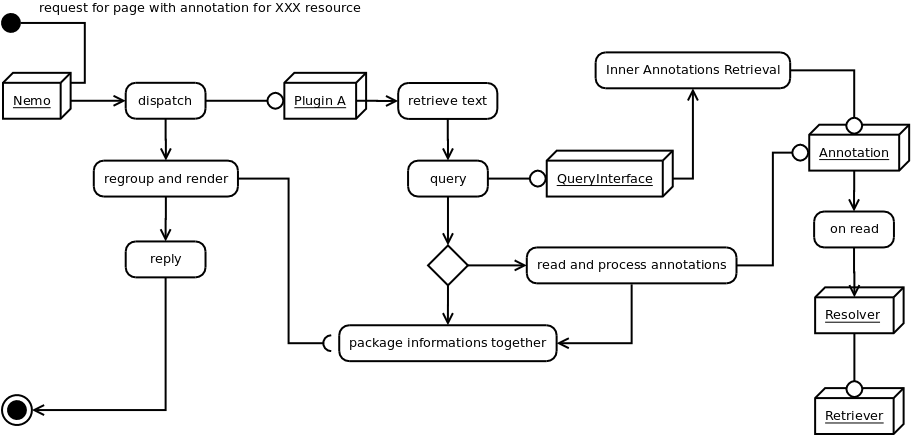 request for page with annotation for XXX resource
Inner Annotations Retrieval
Nemo
dispatch
Plugin A
retrieve text
Annotation
regroup and render
query
QueryInterface
on read
reply
read and process annotations
Resolver
package informations together
Retriever